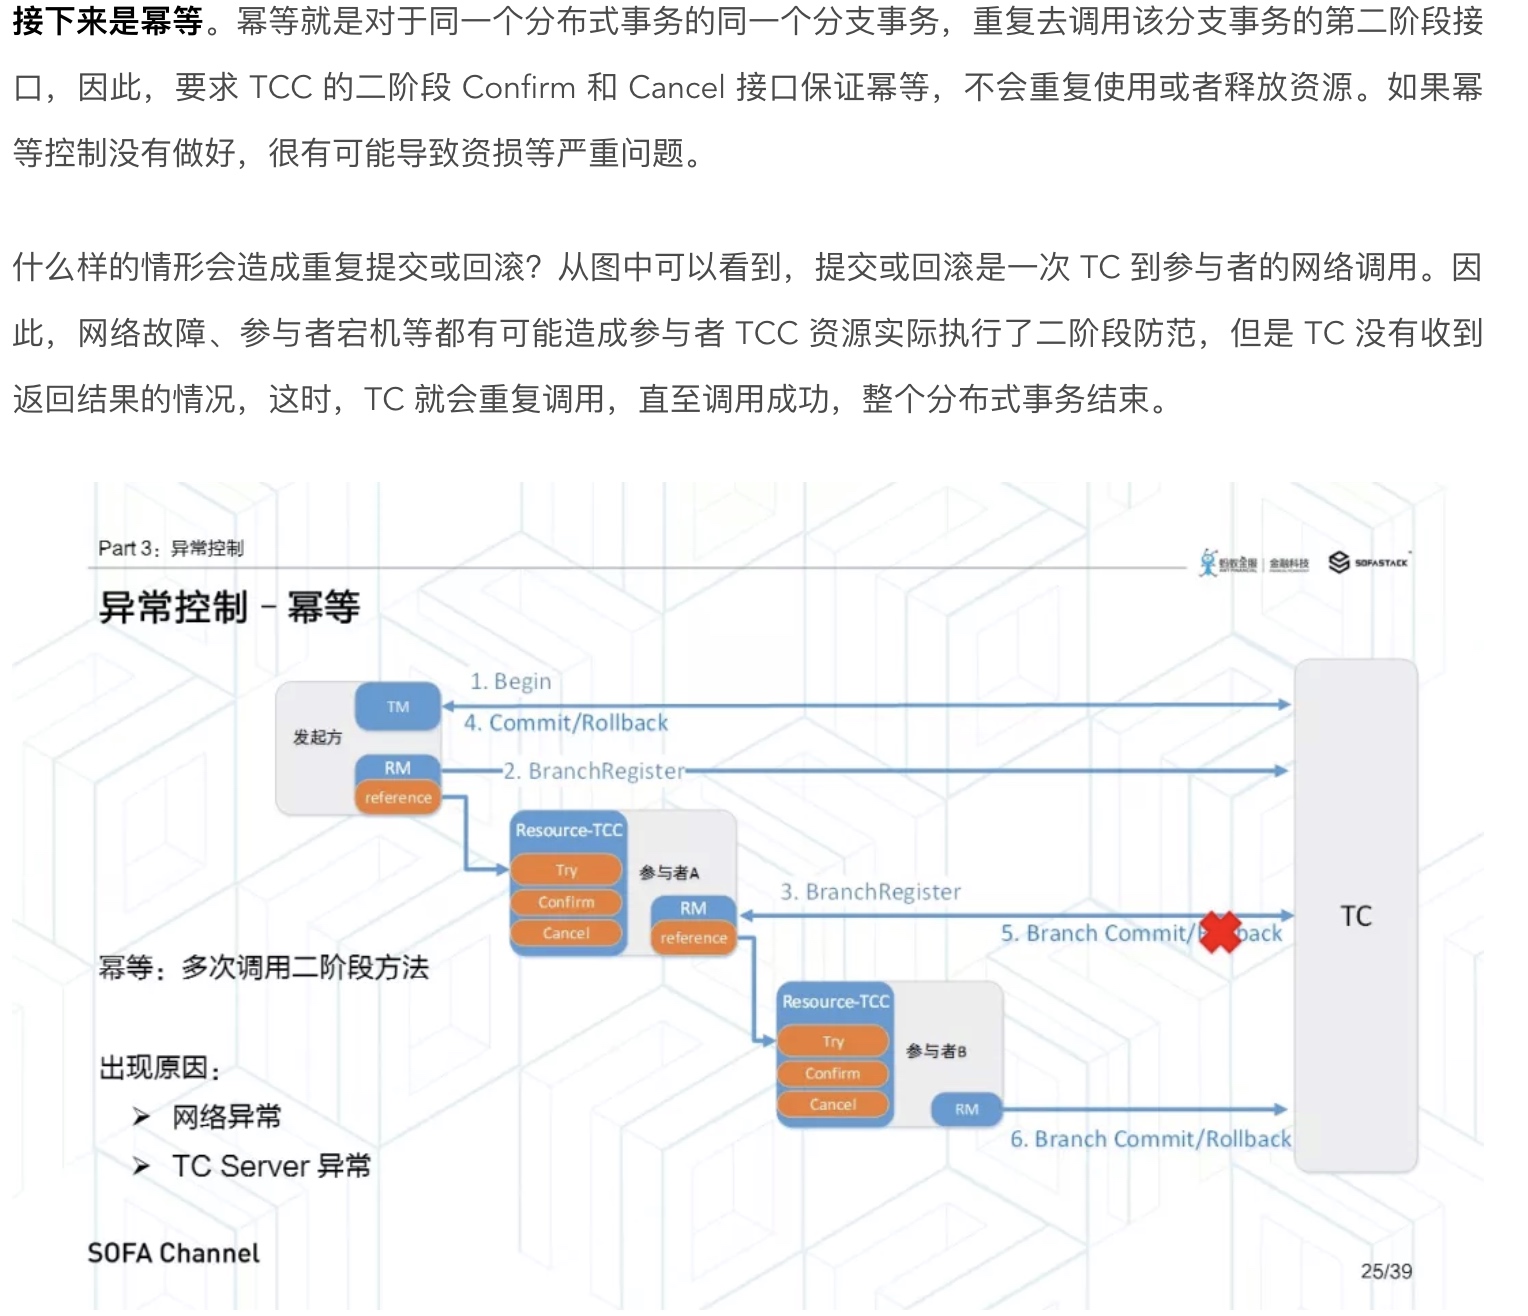 接下来是幂等。幂等就是对于同一个分布式事务的同一个分支事务，重复去调用该分支事务的第二阶段接
口，因此，要求 TCC 的二阶段 Confirm 和 Cancel 接口保证幂等，不会重复使用或者释放资源。如果幂
等控制没有做好，很有可能导致资损等严重问题。
什么样的情形会造成重复提交或回滚？从图中可以看到，提交或回滚是一次 TC 到参与者的网络调用。因
此，网络故障、参与者宕机等都有可能造成参与者 TCC 资源实际执行了二阶段防范，但是 TC 没有收到
返回结果的情况，这时，TC 就会重复调用，直至调用成功，整个分布式事务结束。
Part 3：异常控制
蚂蚁金服
金融科技
SOFASTACK
异常控制 – 幂等
1. Begin
TM
4. Commit/Rollback
发起方
RM
2. BranchRegister
reference
Resource-TCC
Try
参与者A
Confirm
RM
3. BranchRegister
Cancel
reference
5. Branch Commit/
back
TC
幂等：多次调用二阶段方法
Resource-TCC
Try
参与者B
出现原因：
Confirm
Cancel
RM
网络异常
6. Branch Commit/Rollback
TC Server 异常
SOFA Channel
25/39